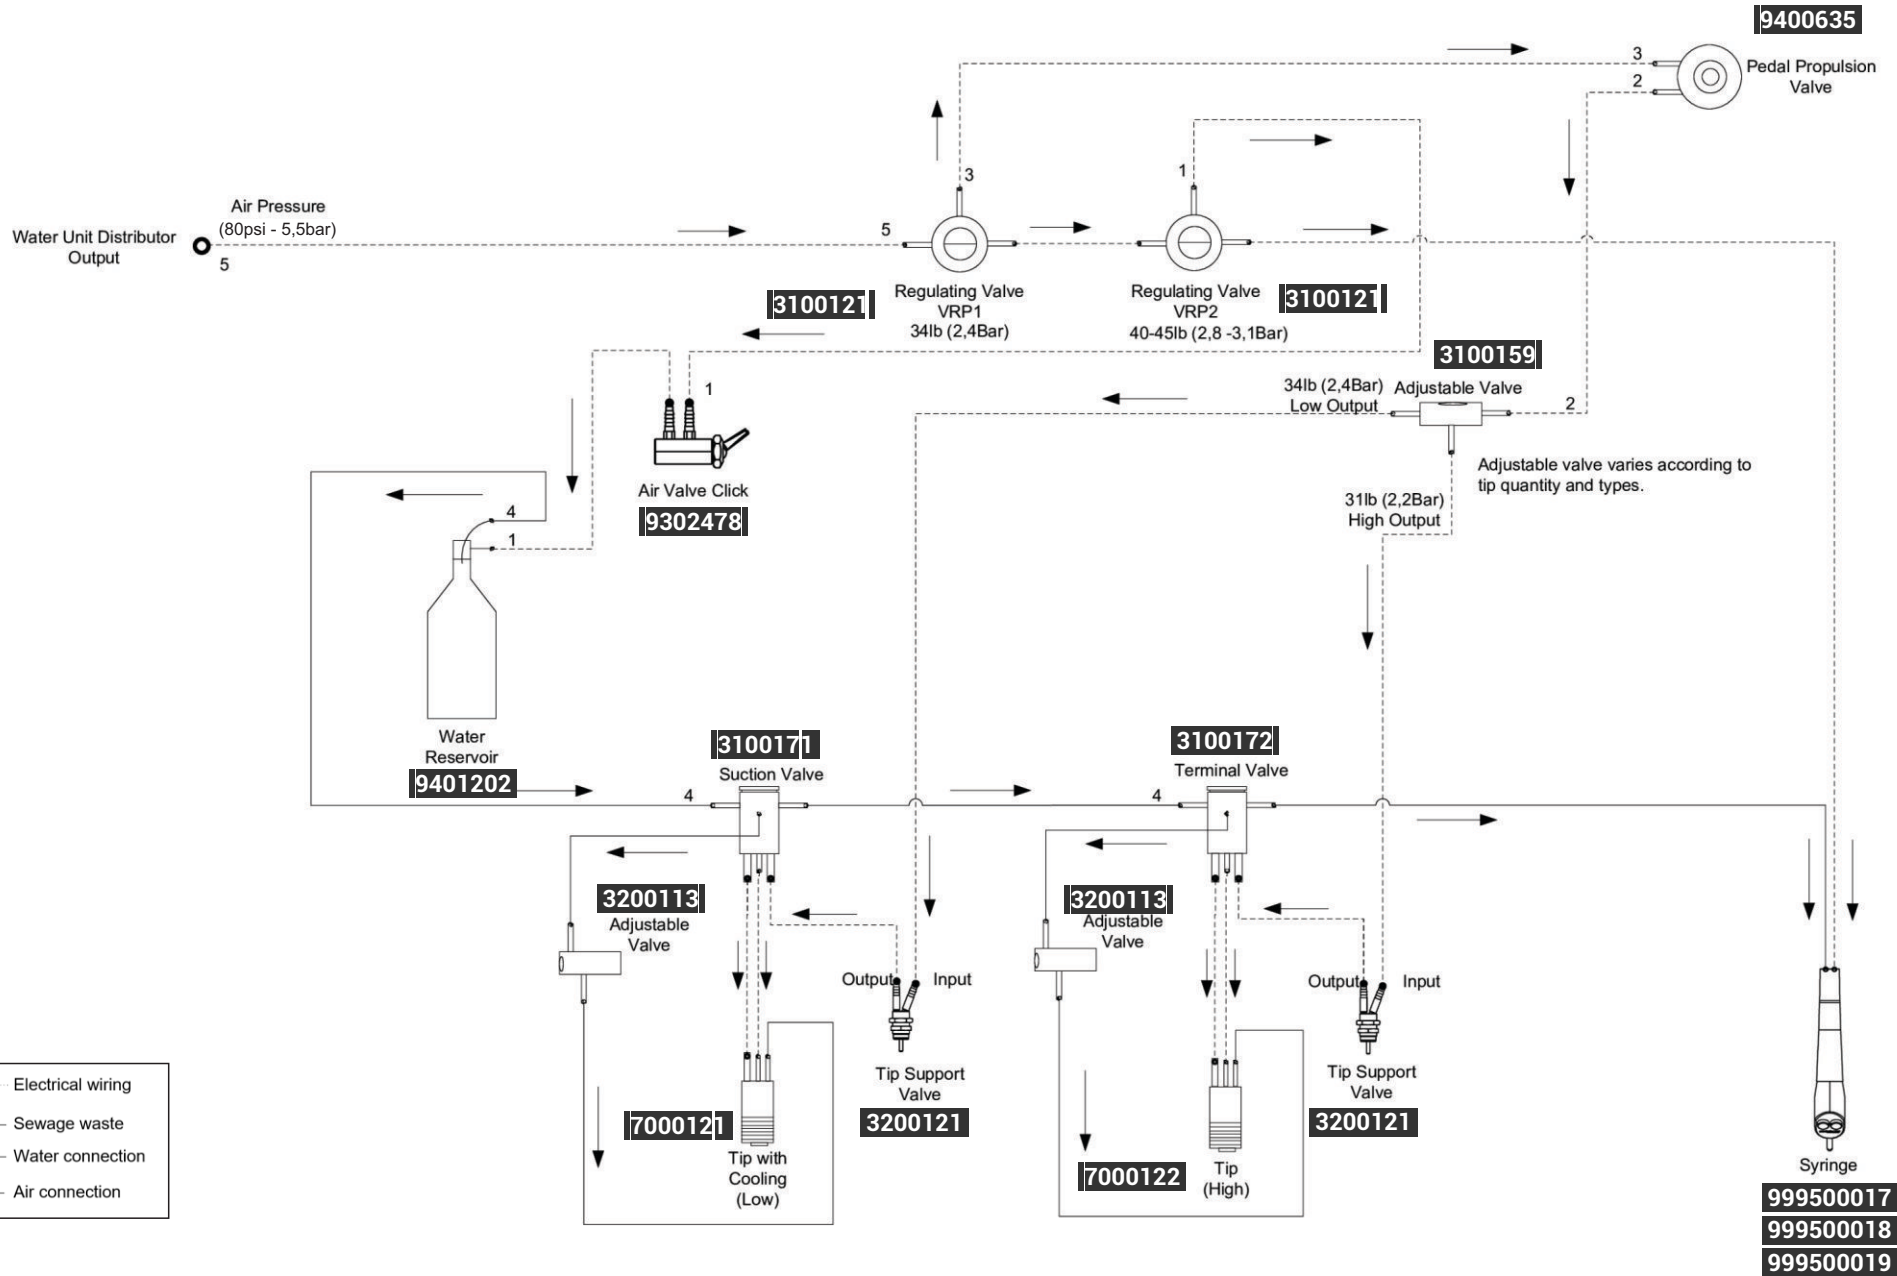 9400635
3
2
Pedal Propulsion
Valve
1
3
Air Pressure
(80psi - 5,5bar)
Water Unit Distributor
Output
5
5
Regulating Valve
VRP1
34lb (2,4Bar)
3100121
Regulating Valve
VRP2
40-45lb (2,8 -3,1Bar)
3100121
3100159
34lb (2,4Bar)
Low Output
Adjustable Valve
2
1
Adjustable valve varies according to
tip quantity and types.
Air Valve Click
9302478
31lb (2,2Bar)
High Output
4
1
Water
Reservoir
9401202
3100171
Suction Valve
4
3100172
Terminal Valve
4
3200113
Adjustable
Valve
3200113
Adjustable
Valve
Output
Input
Output
Input
Tip Support
Valve
3200121
Tip Support
Valve
3200121
7000121
Tip with
Cooling
(Low)
7000122
Tip
(High)
Syringe
999500017
999500018
999500019
Electrical wiring
Sewage waste
Water connection
Air connection